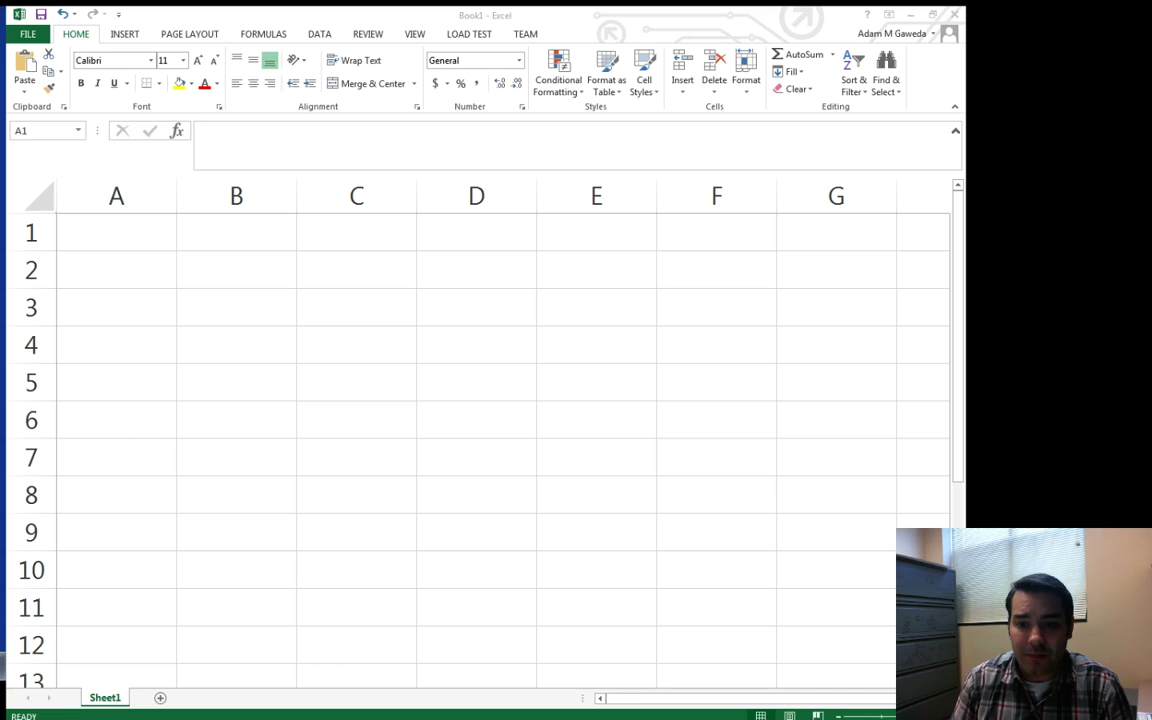 Book1 - Excel
FILE HOME INSERT PAGE LAYOUT FORMULAS DATA REVIEW VIEW LOAD TEST TEAM Adam M Gaweda
Paste Calibri 11 Wrap Text General Conditional Formatting Format as Table Cell Styles Insert Delete Format AutoSum Fill Clear Sort & Filter Find & Select
B I U Merge & Center $ % ,
Clipboard Font Alignment Number Styles Cells Editing
A1 fx
A B C D E F G
1
2
3
4
5
6
7
8
9
10
11
12
13
Sheet1
READY